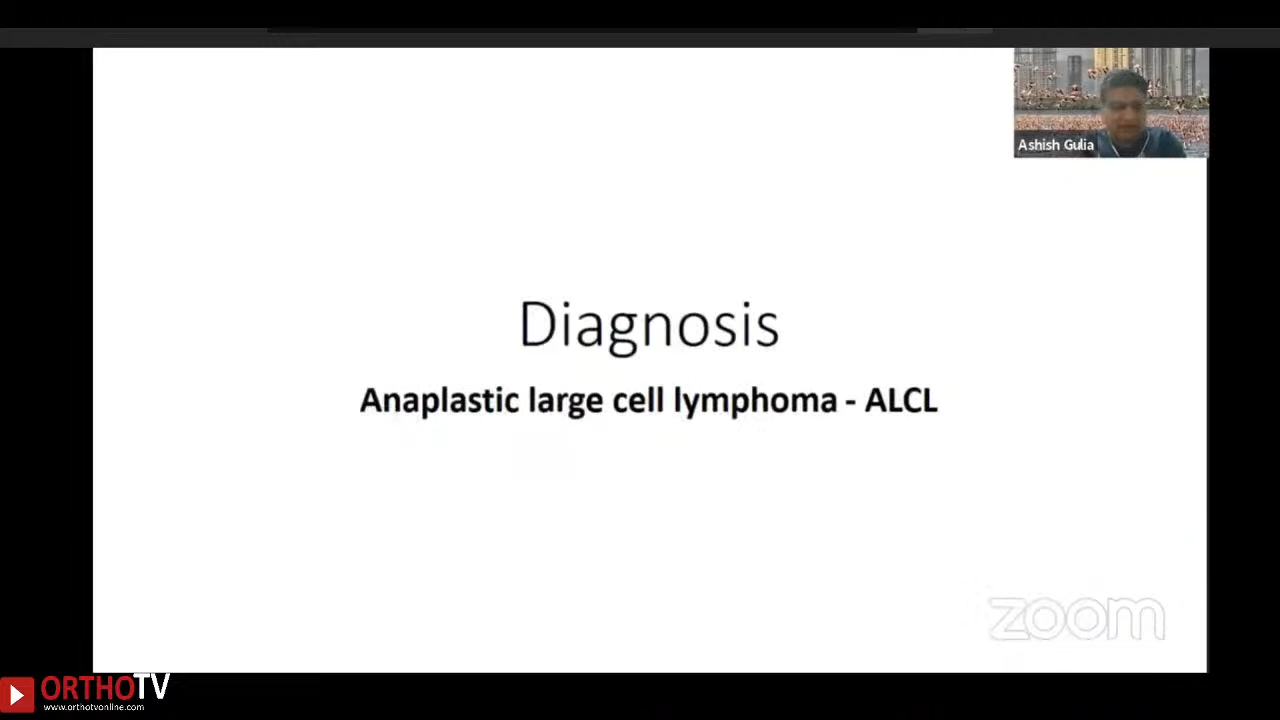 Ashish Gulia
Diagnosis
Anaplastic large cell lymphoma - ALCL
zoom
ORTHOTV
www.orthotvonline.com